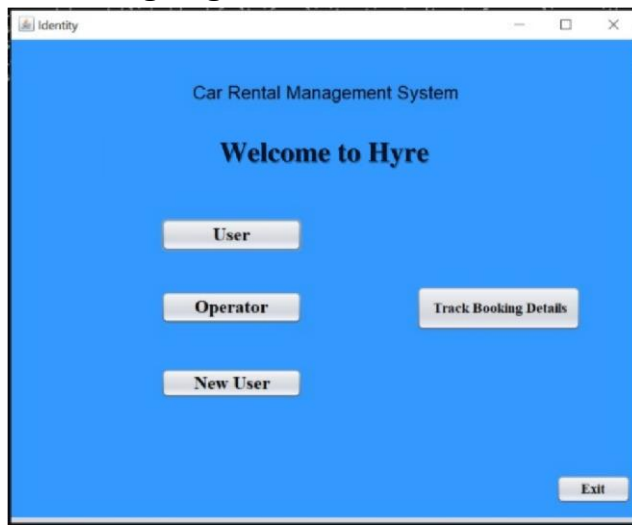 Identity
Car Rental Management System
Welcome to Hyre
User
Operator
Track Booking Details
New User
Exit